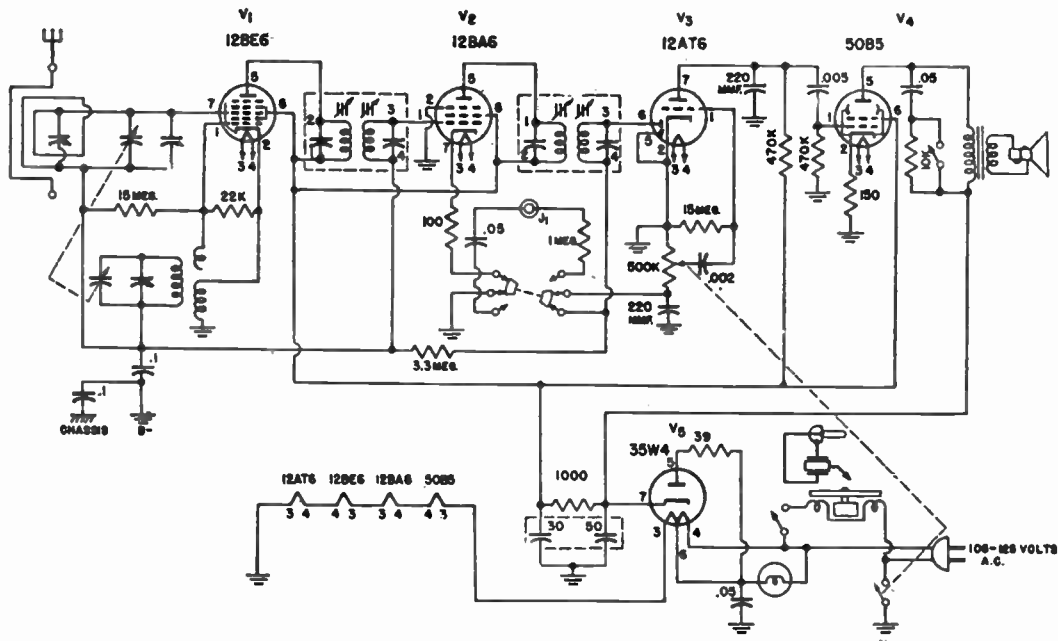 V1
12BE6
V2
12BA6
V3
12AT6
V4
50B5
5
7
6
1
2
3 4
2
3
1
4
5
2
6
1
7
3 4
2
3
1
4
7
6
1
5
2
3 4
220
MMF.
.005
.05
5
1
6
2
3 4
470K
470K
150
10K
15 MEG.
22K
100
.05
J1
1 MEG.
15 MEG.
500K
.002
220
MMF.
3.3 MEG.
.1
.1
CHASSIS
B-
12AT6 12BE6 12BA6 50B5
3 4 4 3 3 4 4 3
1000
30
50
V5
35W4
5
39
7
3
4
6
.05
105-125 VOLTS
A.C.